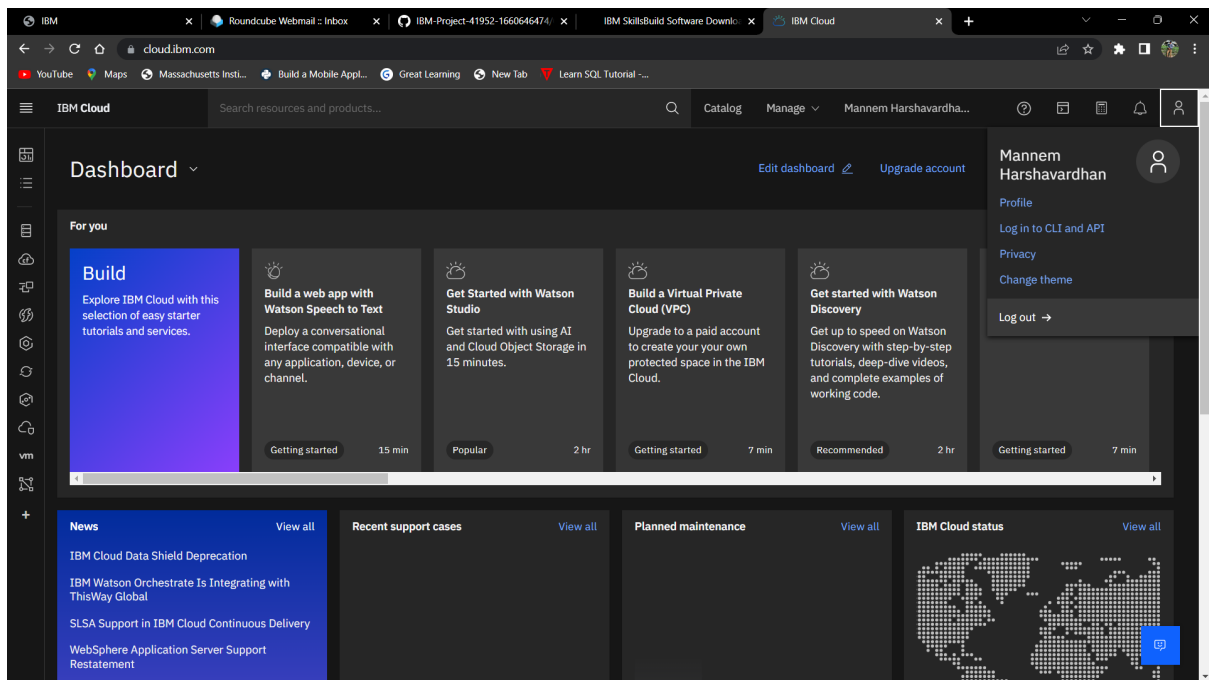 IBM
Roundcube Webmail :: Inbox
IBM-Project-41952-1660646474/
IBM SkillsBuild Software Downlo
IBM Cloud
cloud.ibm.com
YouTube
Maps
Massachusetts Insti...
Build a Mobile Appl...
Great Learning
New Tab
Learn SQL Tutorial -...
IBM Cloud
Search resources and products...
Catalog
Manage
Mannem Harshavardha...
Dashboard
Edit dashboard
Upgrade account
Mannem
Harshavardhan
Profile
Log in to CLI and API
Privacy
Change theme
Log out →
For you
Build
Explore IBM Cloud with this
selection of easy starter
tutorials and services.
Build a web app with
Watson Speech to Text
Deploy a conversational
interface compatible with
any application, device, or
channel.
Getting started 15 min
Get Started with Watson
Studio
Get started with using AI
and Cloud Object Storage in
15 minutes.
Popular 2 hr
Build a Virtual Private
Cloud (VPC)
Upgrade to a paid account
to create your your own
protected space in the IBM
Cloud.
Getting started 7 min
Get started with Watson
Discovery
Get up to speed on Watson
Discovery with step-by-step
tutorials, deep-dive videos,
and complete examples of
working code.
Recommended 2 hr
Getting started 7 min
vm
News View all
IBM Cloud Data Shield Deprecation
IBM Watson Orchestrate Is Integrating with
ThisWay Global
SLSA Support in IBM Cloud Continuous Delivery
WebSphere Application Server Support
Restatement
Recent support cases View all
Planned maintenance View all
IBM Cloud status View all